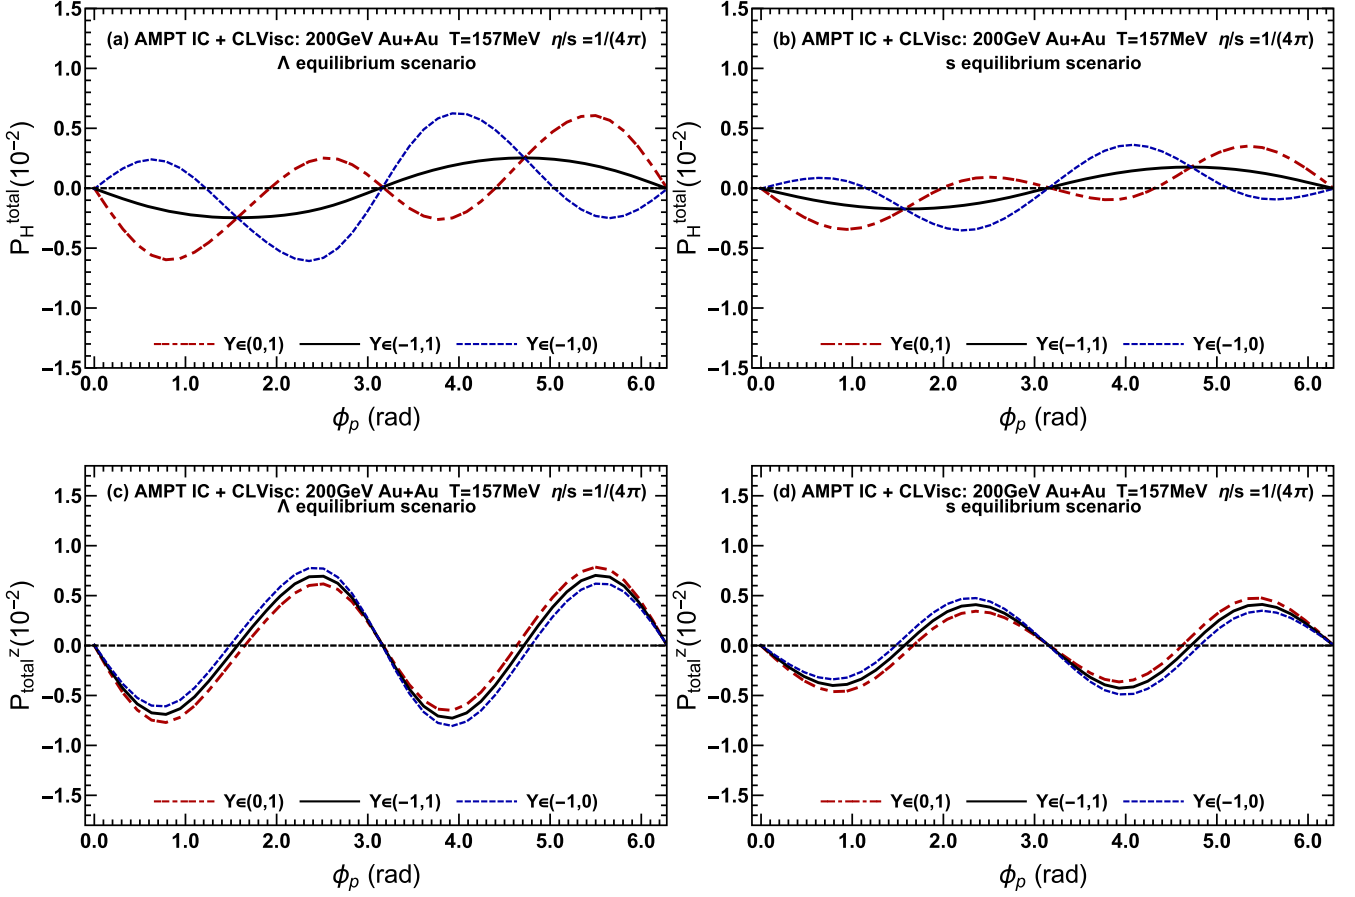 (a) AMPT IC + CLVisc: 200GeV Au+Au T=157MeV η/s =1/(4π)
Λ equilibrium scenario
P_H^total (10^−2)
1.5
1.0
0.5
0.0
−0.5
−1.0
−1.5
Y∈(0,1) Y∈(−1,1) Y∈(−1,0)
0.0 1.0 2.0 3.0 4.0 5.0 6.0
ϕ_p (rad)
(b) AMPT IC + CLVisc: 200GeV Au+Au T=157MeV η/s =1/(4π)
s equilibrium scenario
P_H^total (10^−2)
1.5
1.0
0.5
0.0
−0.5
−1.0
−1.5
Y∈(0,1) Y∈(−1,1) Y∈(−1,0)
0.0 1.0 2.0 3.0 4.0 5.0 6.0
ϕ_p (rad)
(c) AMPT IC + CLVisc: 200GeV Au+Au T=157MeV η/s =1/(4π)
Λ equilibrium scenario
P_total^z (10^−2)
1.5
1.0
0.5
0.0
−0.5
−1.0
−1.5
Y∈(0,1) Y∈(−1,1) Y∈(−1,0)
0.0 1.0 2.0 3.0 4.0 5.0 6.0
ϕ_p (rad)
(d) AMPT IC + CLVisc: 200GeV Au+Au T=157MeV η/s =1/(4π)
s equilibrium scenario
P_total^z (10^−2)
1.5
1.0
0.5
0.0
−0.5
−1.0
−1.5
Y∈(0,1) Y∈(−1,1) Y∈(−1,0)
0.0 1.0 2.0 3.0 4.0 5.0 6.0
ϕ_p (rad)